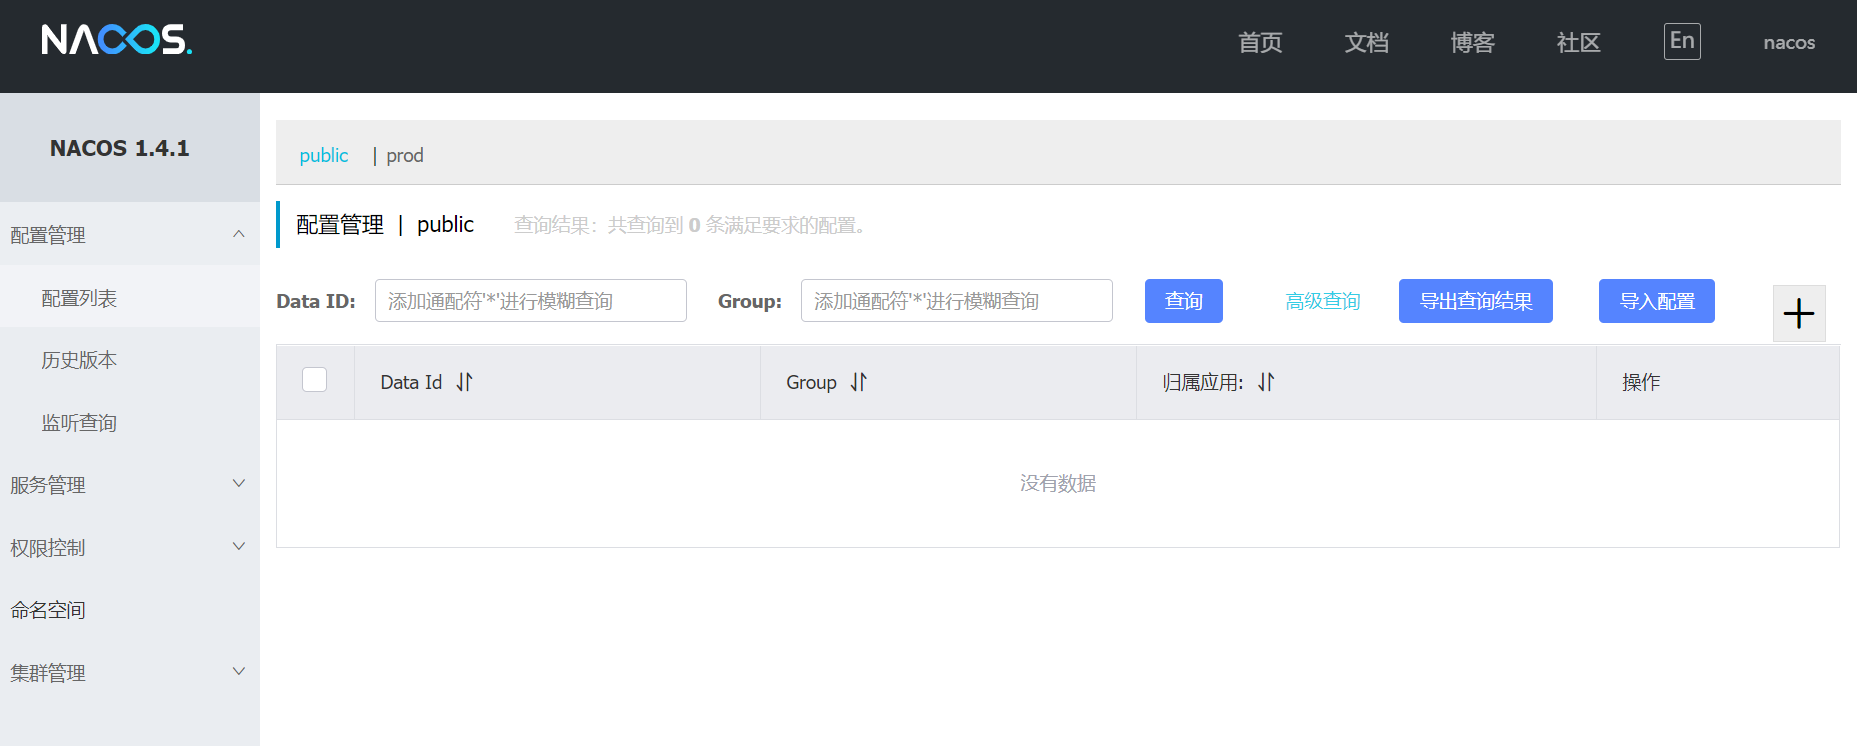 NACOS.
首页 文档 博客 社区 En nacos
NACOS 1.4.1
配置管理
配置列表
历史版本
监听查询
服务管理
权限控制
命名空间
集群管理
public | prod
配置管理 | public 查询结果：共查询到 0 条满足要求的配置。
Data ID: 添加通配符'*'进行模糊查询 Group: 添加通配符'*'进行模糊查询 查询 高级查询 导出查询结果 导入配置
Data Id Group 归属应用: 操作
没有数据